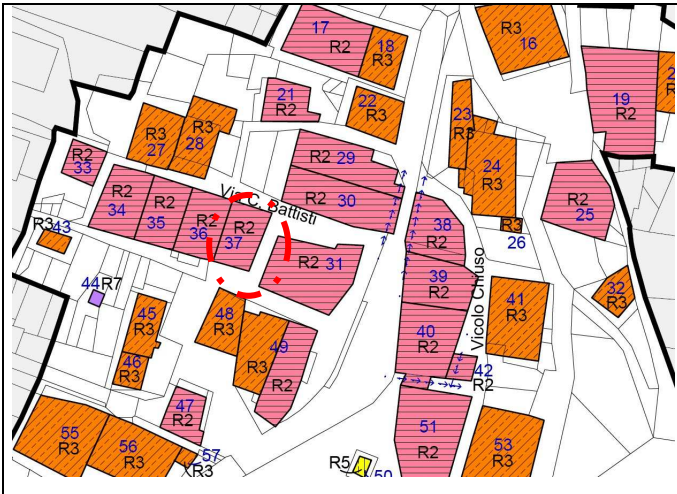 17
R2
18
R3
R3
16
19
R2
21
R2
22
R3
23
R3
R3
27
R3
28
R2 29
R2
33
24
R3
R2 30
R2
34
R2
35
R2
36
R2
37
Via C. Battisti
25
R2
38
R2
26
R3
43
R2 31
39
R2
44 R7
41
R3
32
R3
45
R3
48
R3
R3
49
R2
40
R2
Vicolo Chiuso
46
R3
42
R2
47
R2
55
R3
56
R3
57
R3
51
R2
53
R3
R5
50